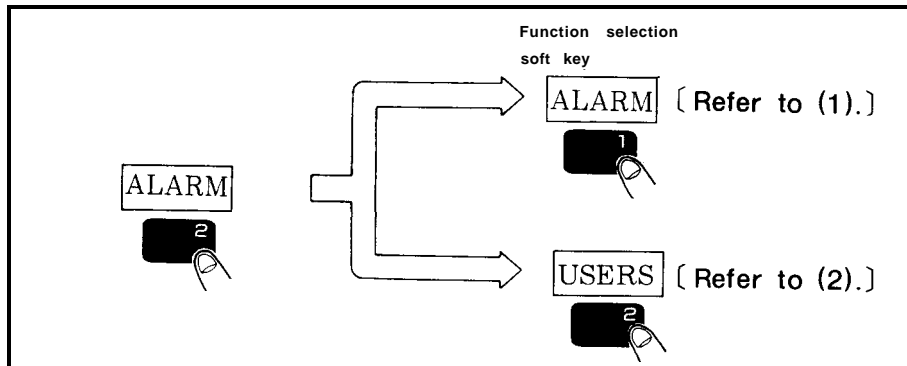 Function selection
soft key
ALARM 〔Refer to (1).〕
1
ALARM
2
USERS 〔Refer to (2).〕
2